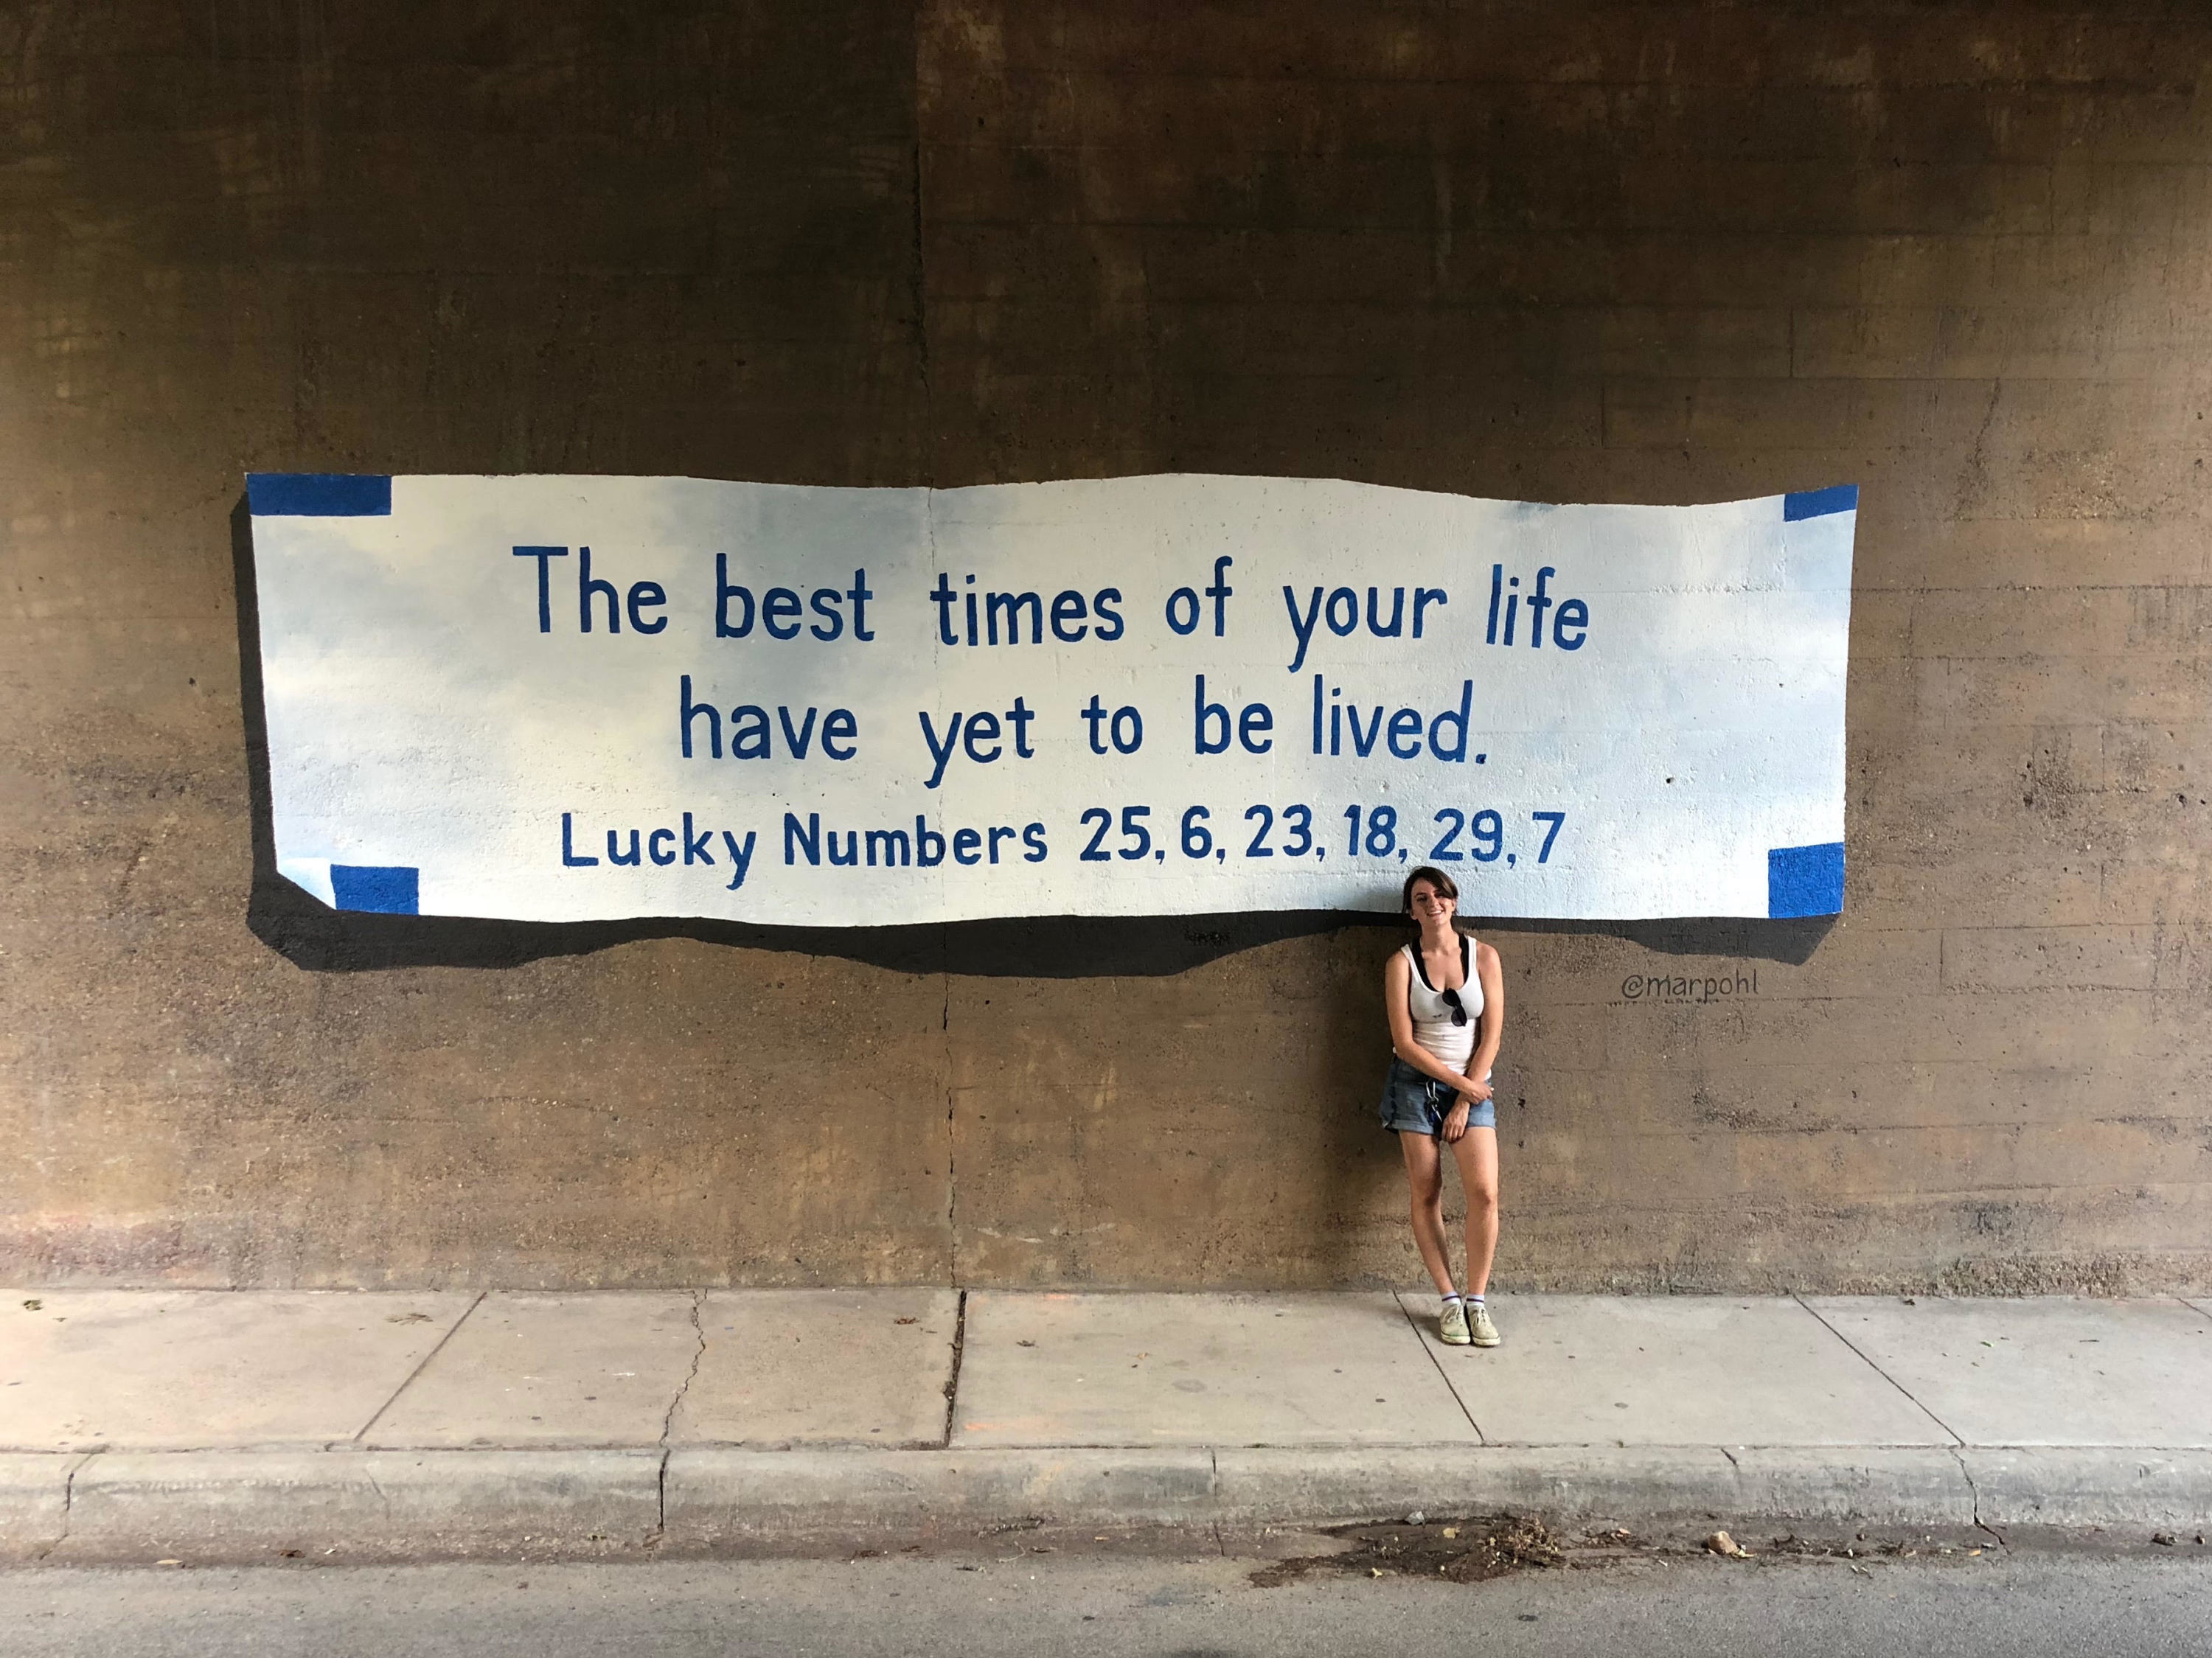 The best times of your life
have yet to be lived.
Lucky Numbers 25, 6, 23, 18, 29, 7
@marpohl